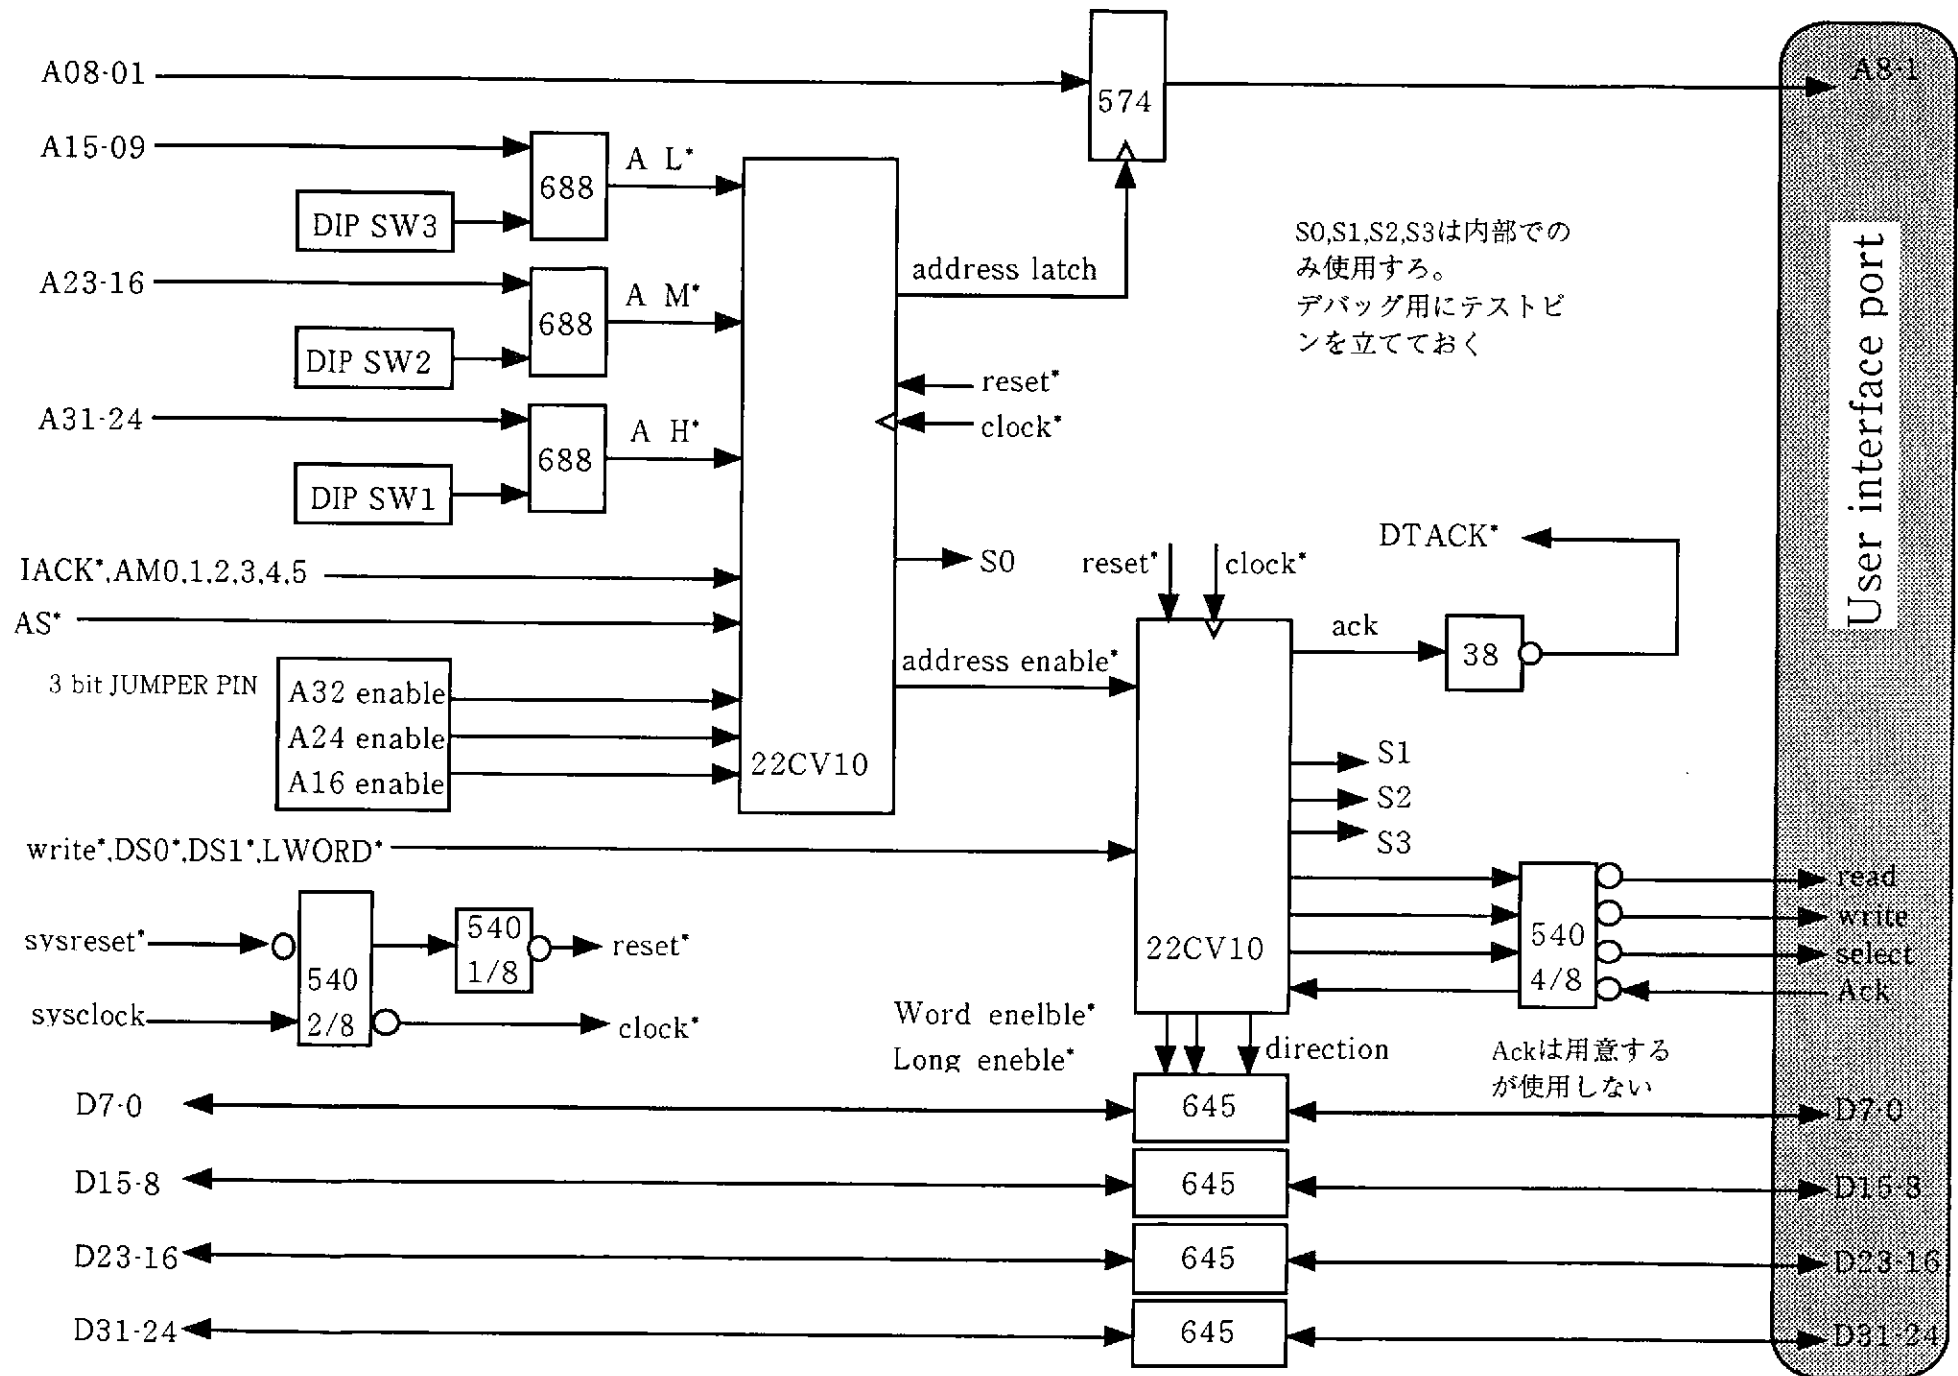 A08-01
574
A8-1
A15-09
688
A L*
DIP SW3
A23-16
688
A M*
DIP SW2
A31-24
688
A H*
DIP SW1
address latch
S0,S1,S2,S3は内部での
み使用すろ。
デバッグ用にテストピ
ンを立てておく
User interface port
reset*
clock*
IACK*,AM0,1,2,3,4,5
AS*
S0
reset*
clock*
DTACK*
3 bit JUMPER PIN
A32 enable
A24 enable
A16 enable
22CV10
address enable*
ack
38
S1
S2
S3
write*,DS0*,DS1*,LWORD*
22CV10
540
4/8
read
write
select
Ack
sysreset*
sysclock
540
2/8
540
1/8
reset*
clock*
Word enelble*
Long eneble*
direction
Ackは用意する
が使用しない
D7-0
645
D7-0
D15-8
645
D15-8
D23-16
645
D23-16
D31-24
645
D31-24